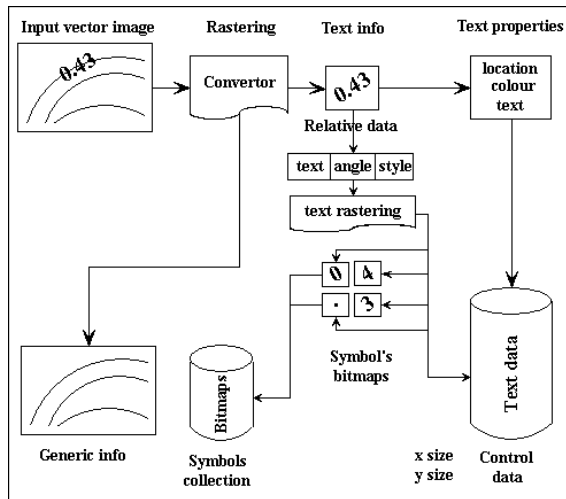 Input vector image
Rastering
Text info
Text properties
0.43
Convertor
0.43
location
colour
text
Relative data
text angle style
text rastering
0 4
. 3
Symbol's
bitmaps
Bitmaps
Text data
Generic info
Symbols
collection
x size
y size
Control
data